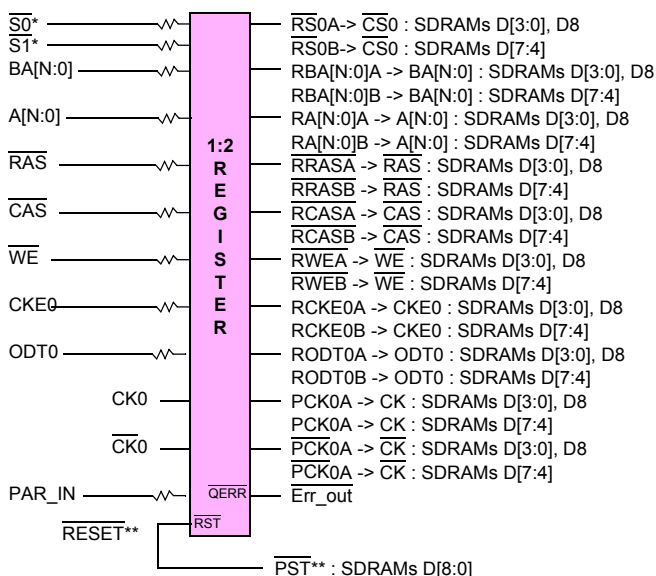 S0*
S1*
BA[N:0]
A[N:0]
RAS
CAS
WE
CKE0
ODT0
CK0
CK0
PAR_IN
RESET**
1:2
R
E
G
I
S
T
E
R
QERR
RST
RS0A-> CS0 : SDRAMs D[3:0], D8
RS0B-> CS0 : SDRAMs D[7:4]
RBA[N:0]A -> BA[N:0] : SDRAMs D[3:0], D8
RBA[N:0]B -> BA[N:0] : SDRAMs D[7:4]
RA[N:0]A -> A[N:0] : SDRAMs D[3:0], D8
RA[N:0]B -> A[N:0] : SDRAMs D[7:4]
RRASA -> RAS : SDRAMs D[3:0], D8
RRASB -> RAS : SDRAMs D[7:4]
RCASA -> CAS : SDRAMs D[3:0], D8
RCASB -> CAS : SDRAMs D[7:4]
RWEA -> WE : SDRAMs D[3:0], D8
RWEB -> WE : SDRAMs D[7:4]
RCKE0A -> CKE0 : SDRAMs D[3:0], D8
RCKE0B -> CKE0 : SDRAMs D[7:4]
RODT0A -> ODT0 : SDRAMs D[3:0], D8
RODT0B -> ODT0 : SDRAMs D[7:4]
PCK0A -> CK : SDRAMs D[3:0], D8
PCK0A -> CK : SDRAMs D[7:4]
PCK0A -> CK : SDRAMs D[3:0], D8
PCK0A -> CK : SDRAMs D[7:4]
Err_out
PST** : SDRAMs D[8:0]